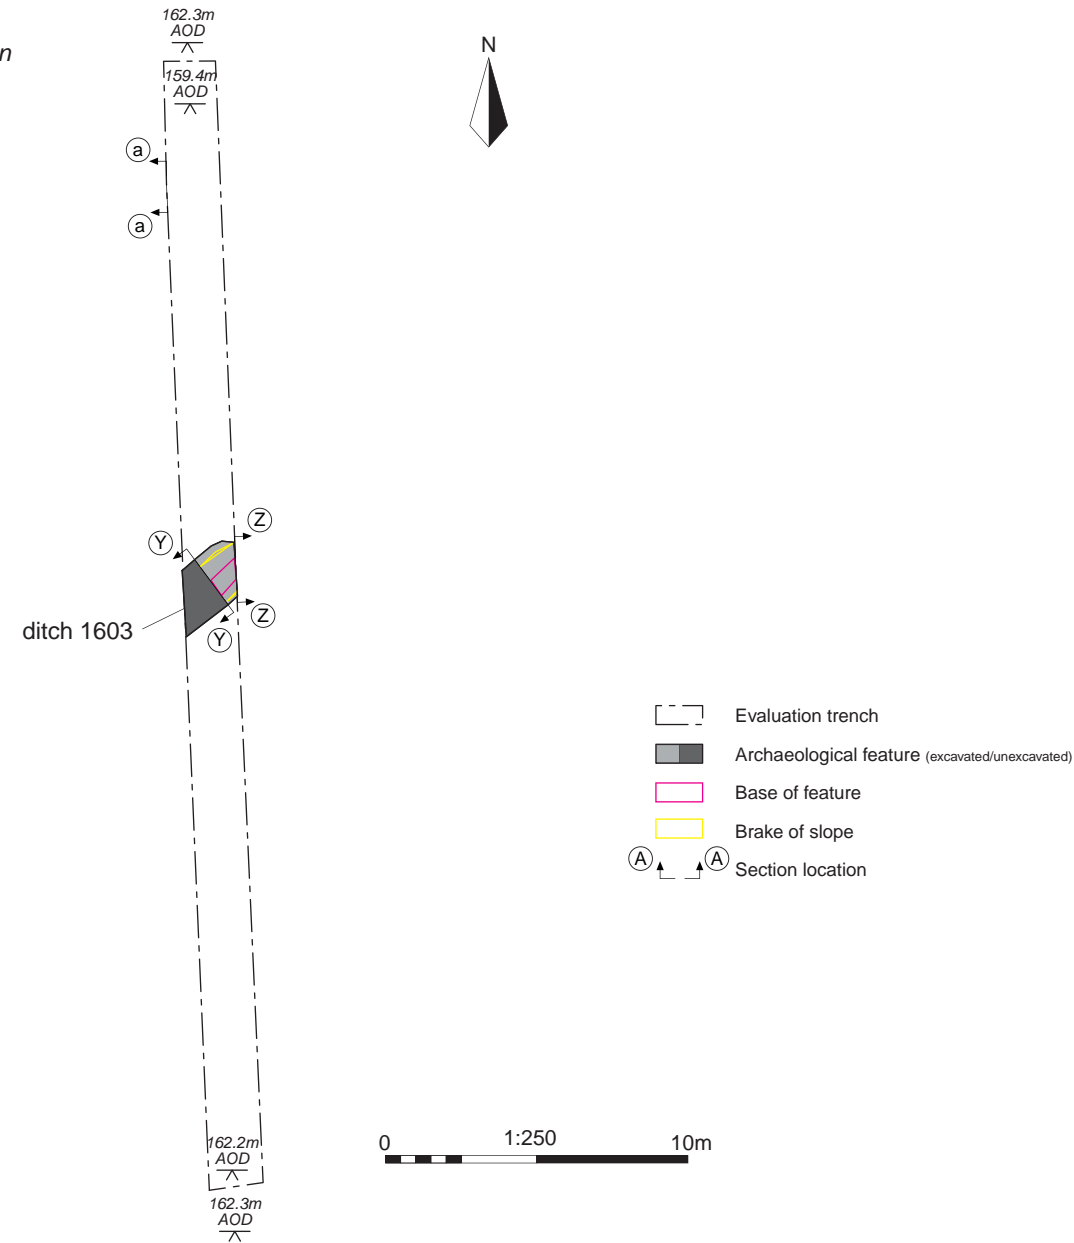 162.3m
AOD
n
N
159.4m
AOD
a
a
Z
Y
Z
Y
ditch 1603
Evaluation trench
Archaeological feature (excavated/unexcavated)
Base of feature
Brake of slope
A A
Section location
0 1:250 10m
162.2m
AOD
162.3m
AOD